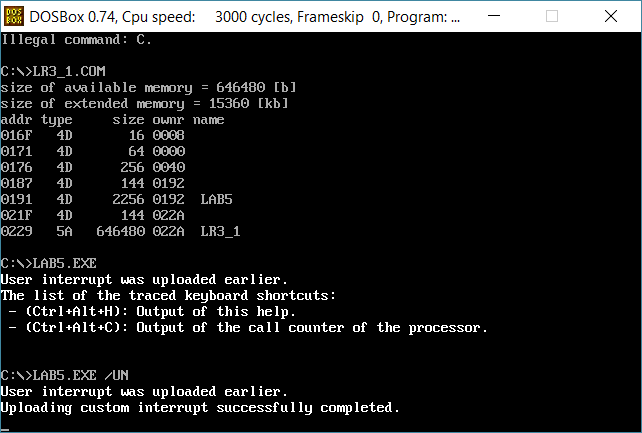 DOS
BOX
DOSBox 0.74, Cpu speed:     3000 cycles, Frameskip  0, Program: ...
Illegal command: C.
C:\>LR3_1.COM
size of available memory = 646480 [b]
size of extended memory = 15360 [kb]
addr type     size ownr name
016F   4D       16 0008
0171   4D       64 0000
0176   4D      256 0040
0187   4D      144 0192
0191   4D     2256 0192  LAB5
021F   4D      144 022A
0229   5A   646480 022A  LR3_1
C:\>LAB5.EXE
User interrupt was uploaded earlier.
The list of the traced keyboard shortcuts:
 - (Ctrl+Alt+H): Output of this help.
 - (Ctrl+Alt+C): Output of the call counter of the processor.
C:\>LAB5.EXE /UN
User interrupt was uploaded earlier.
Uploading custom interrupt successfully completed.
_